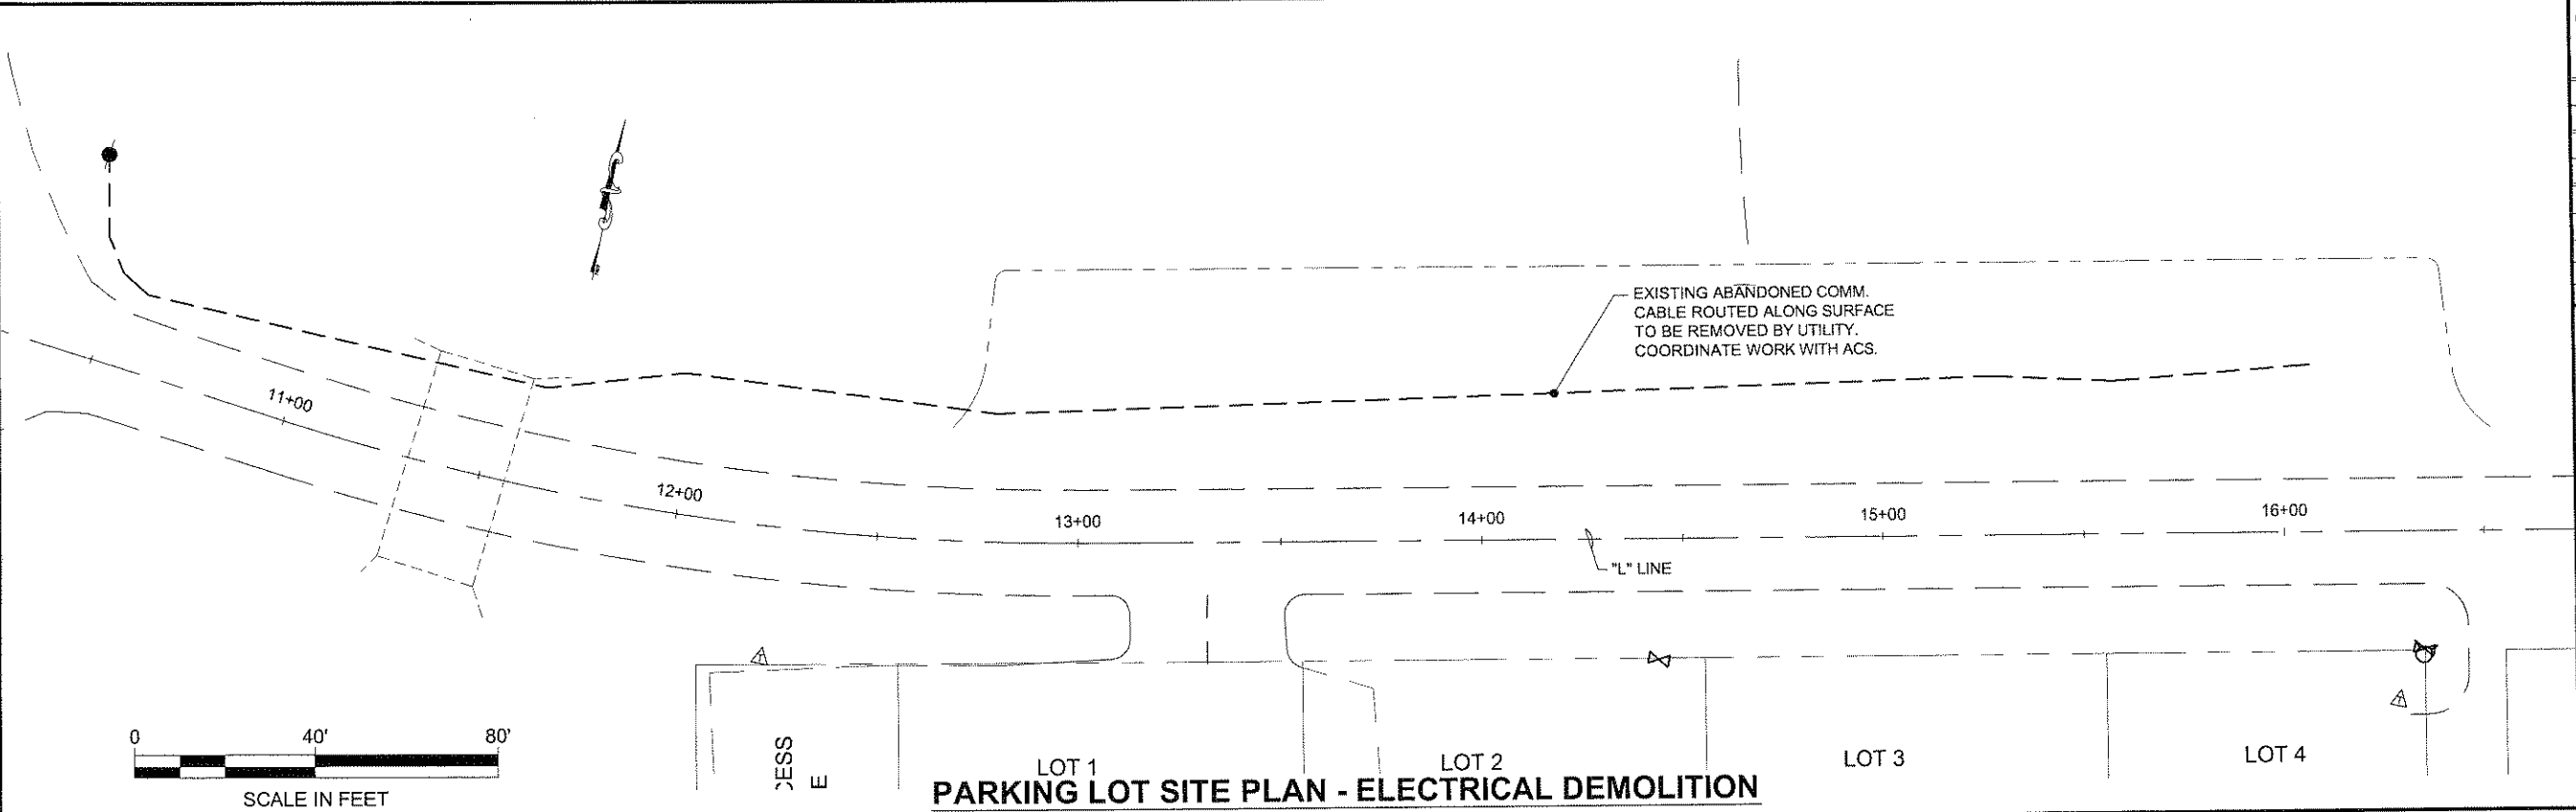 EXISTING ABANDONED COMM.
CABLE ROUTED ALONG SURFACE
TO BE REMOVED BY UTILITY.
COORDINATE WORK WITH ACS.
11+00
12+00
13+00
14+00
15+00
16+00
"L" LINE
0 40' 80'
SCALE IN FEET
LOT 1
LOT 2
LOT 3
LOT 4
PARKING LOT SITE PLAN - ELECTRICAL DEMOLITION